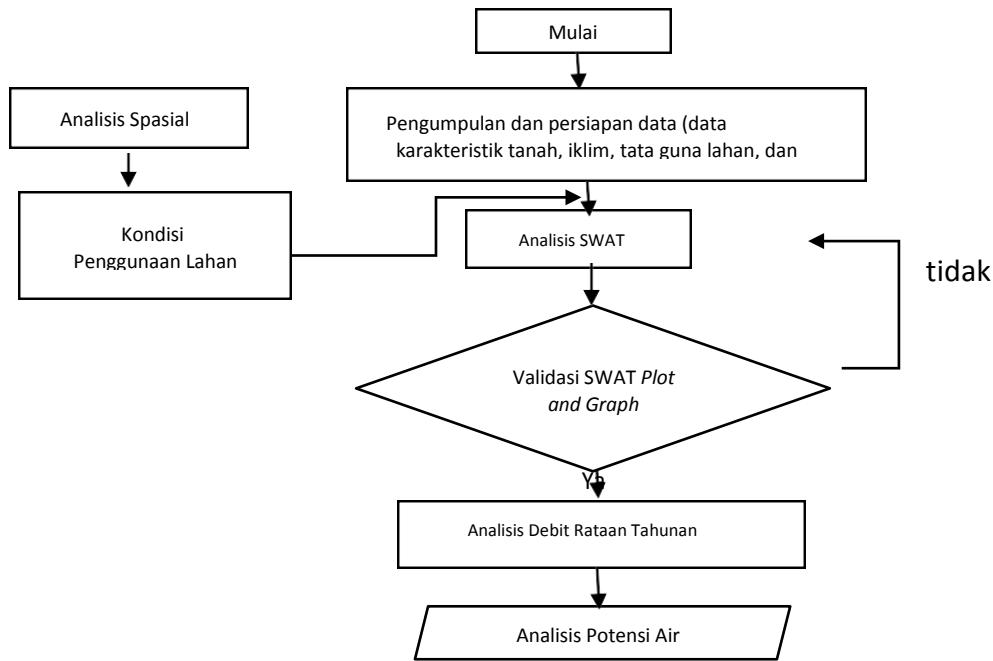 Mulai
Pengumpulan dan persiapan data (data
karakteristik tanah, iklim, tata guna lahan, dan
Analisis Spasial
Kondisi
Penggunaan Lahan
Analisis SWAT
tidak
Validasi SWAT Plot
and Graph
Analisis Debit Rataan Tahunan
Analisis Potensi Air